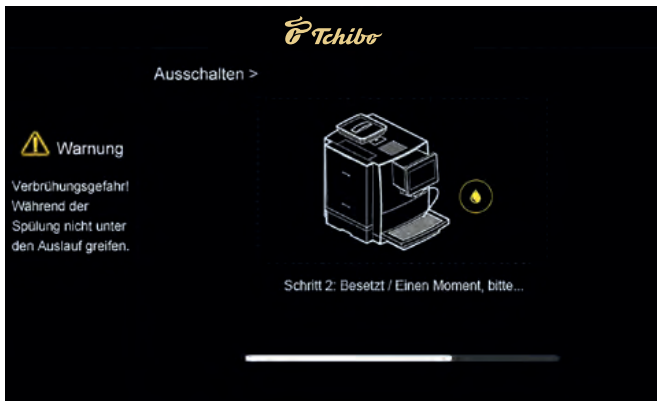 Tchibo
Ausschalten >
Warnung
Verbrühungsgefahr!
Während der
Spülung nicht unter
den Auslauf greifen.
Schritt 2: Besetzt / Einen Moment, bitte...